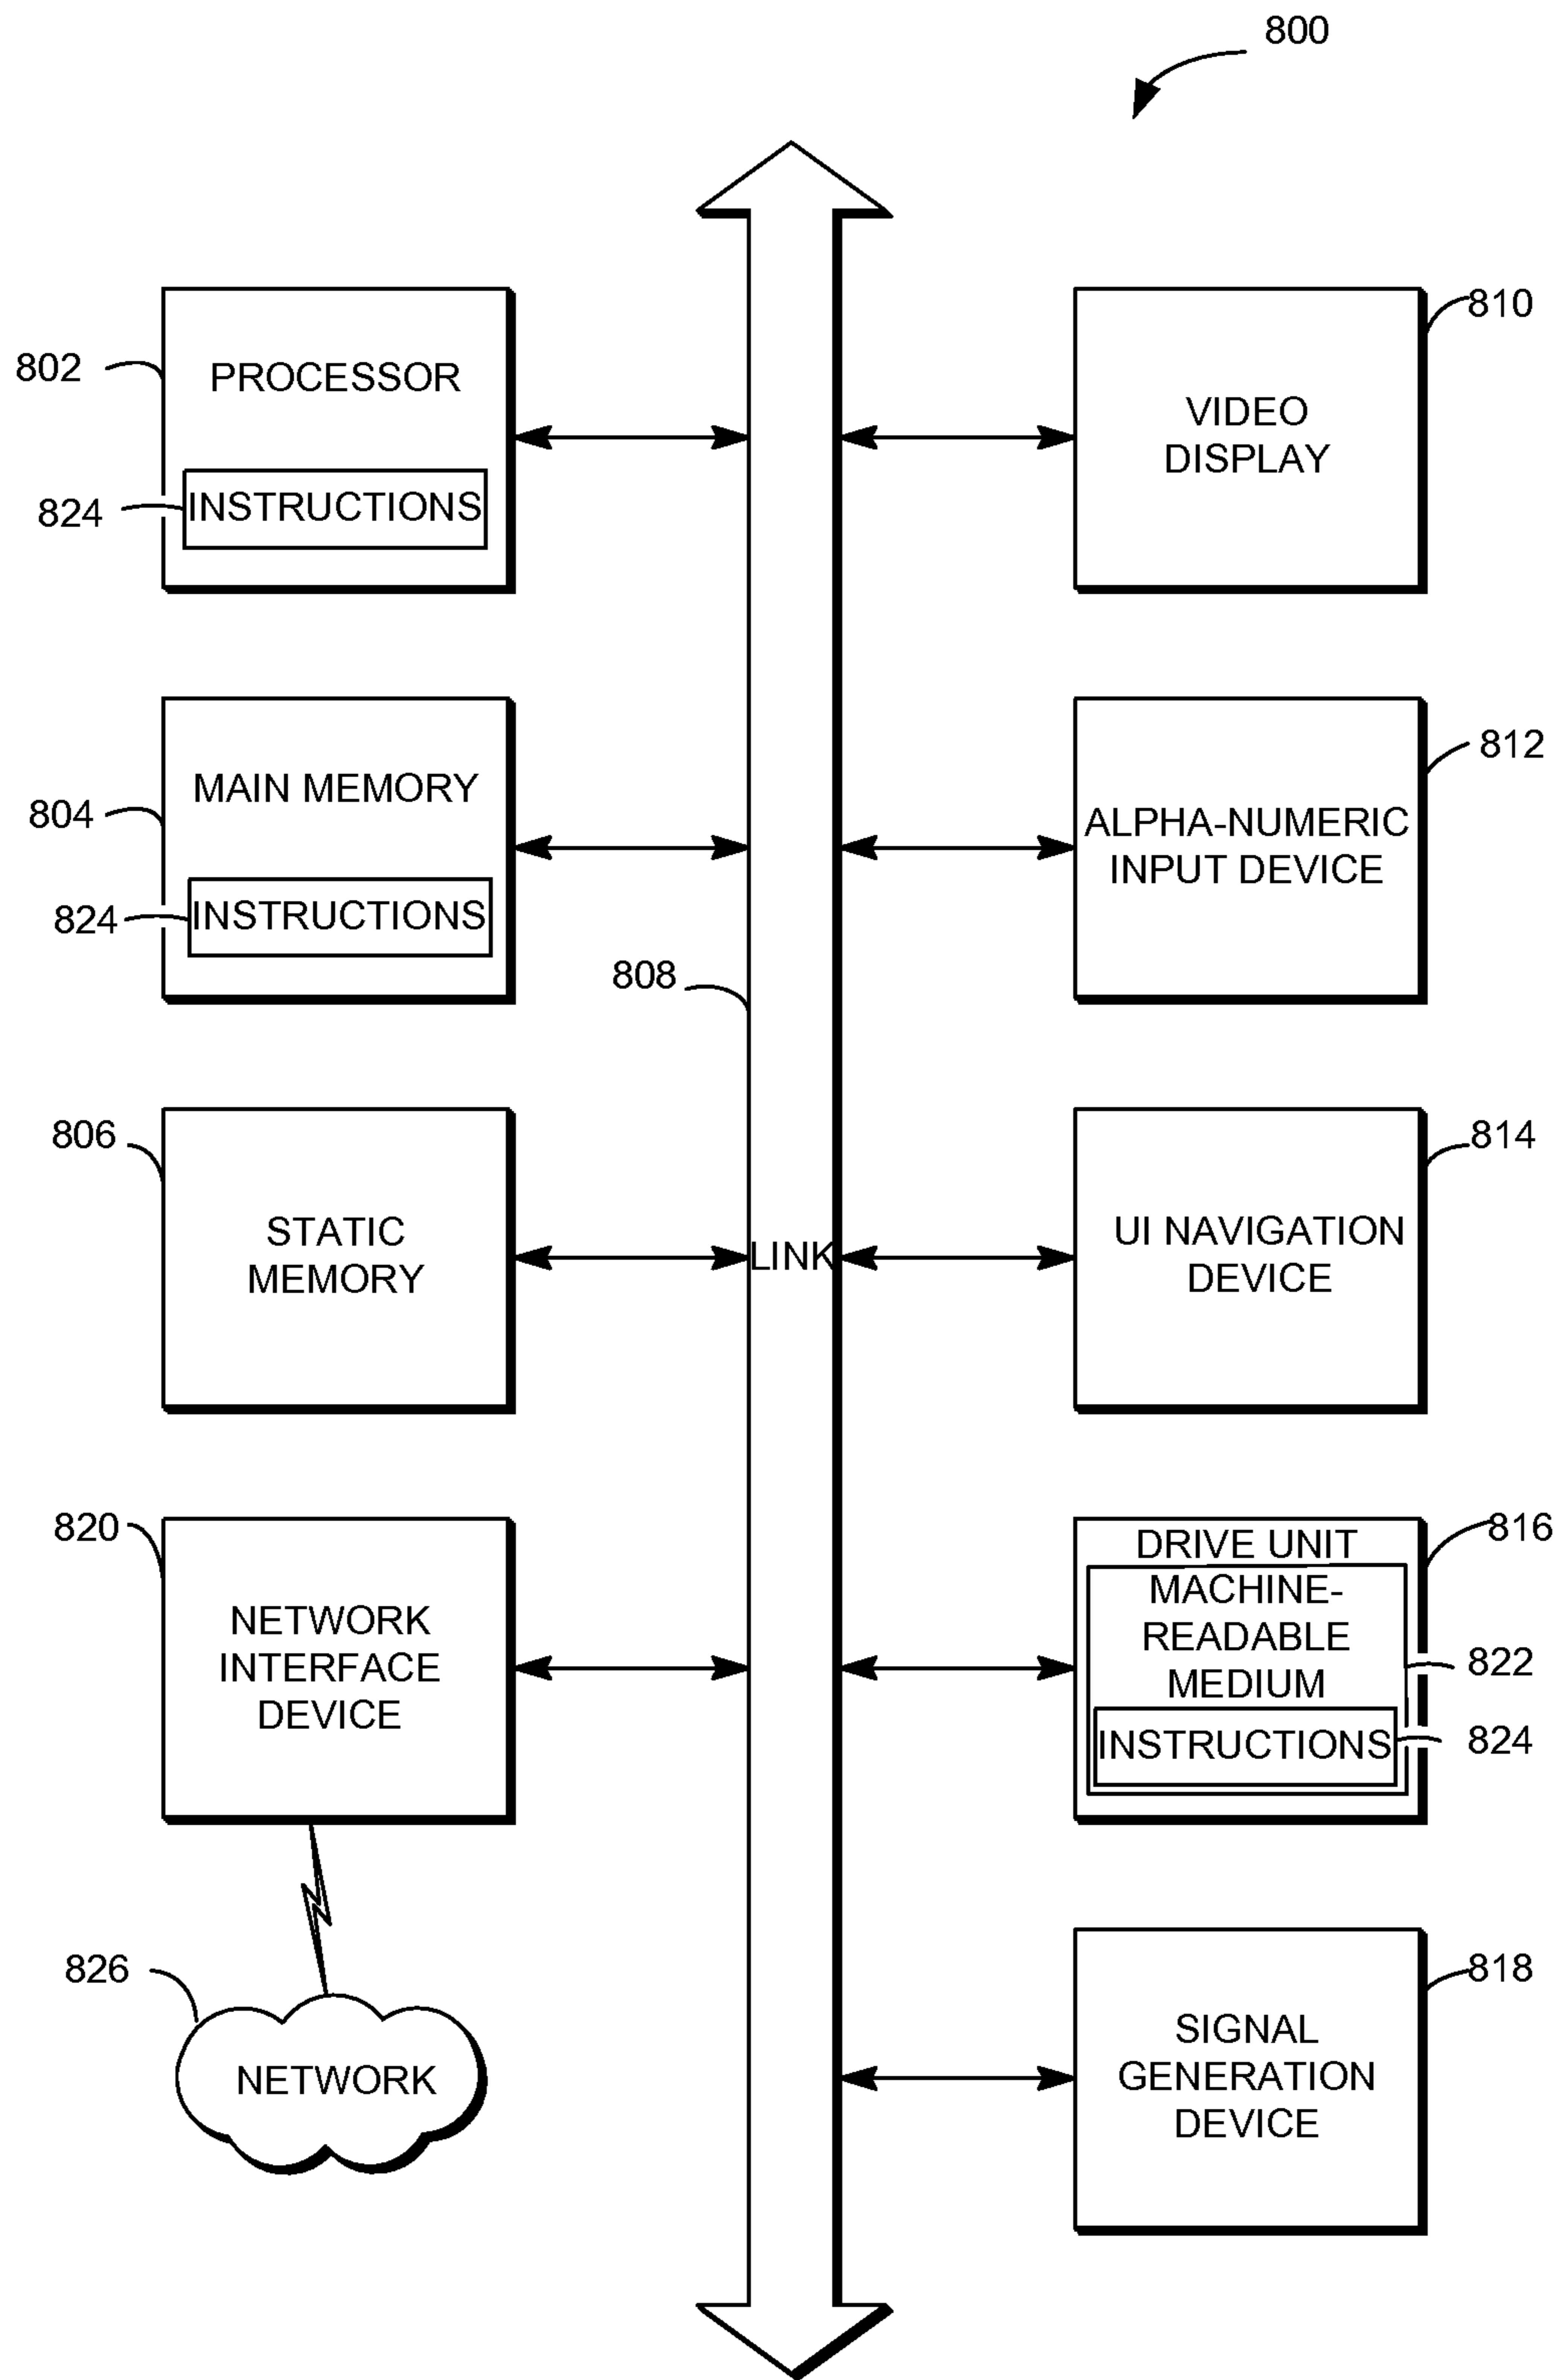 800
802
PROCESSOR
824
INSTRUCTIONS
810
VIDEO
DISPLAY
804
MAIN MEMORY
824
INSTRUCTIONS
812
ALPHA-NUMERIC
INPUT DEVICE
808
LINK
806
STATIC
MEMORY
814
UI NAVIGATION
DEVICE
820
NETWORK
INTERFACE
DEVICE
816
DRIVE UNIT
MACHINE-
READABLE
MEDIUM
822
INSTRUCTIONS
824
826
NETWORK
818
SIGNAL
GENERATION
DEVICE